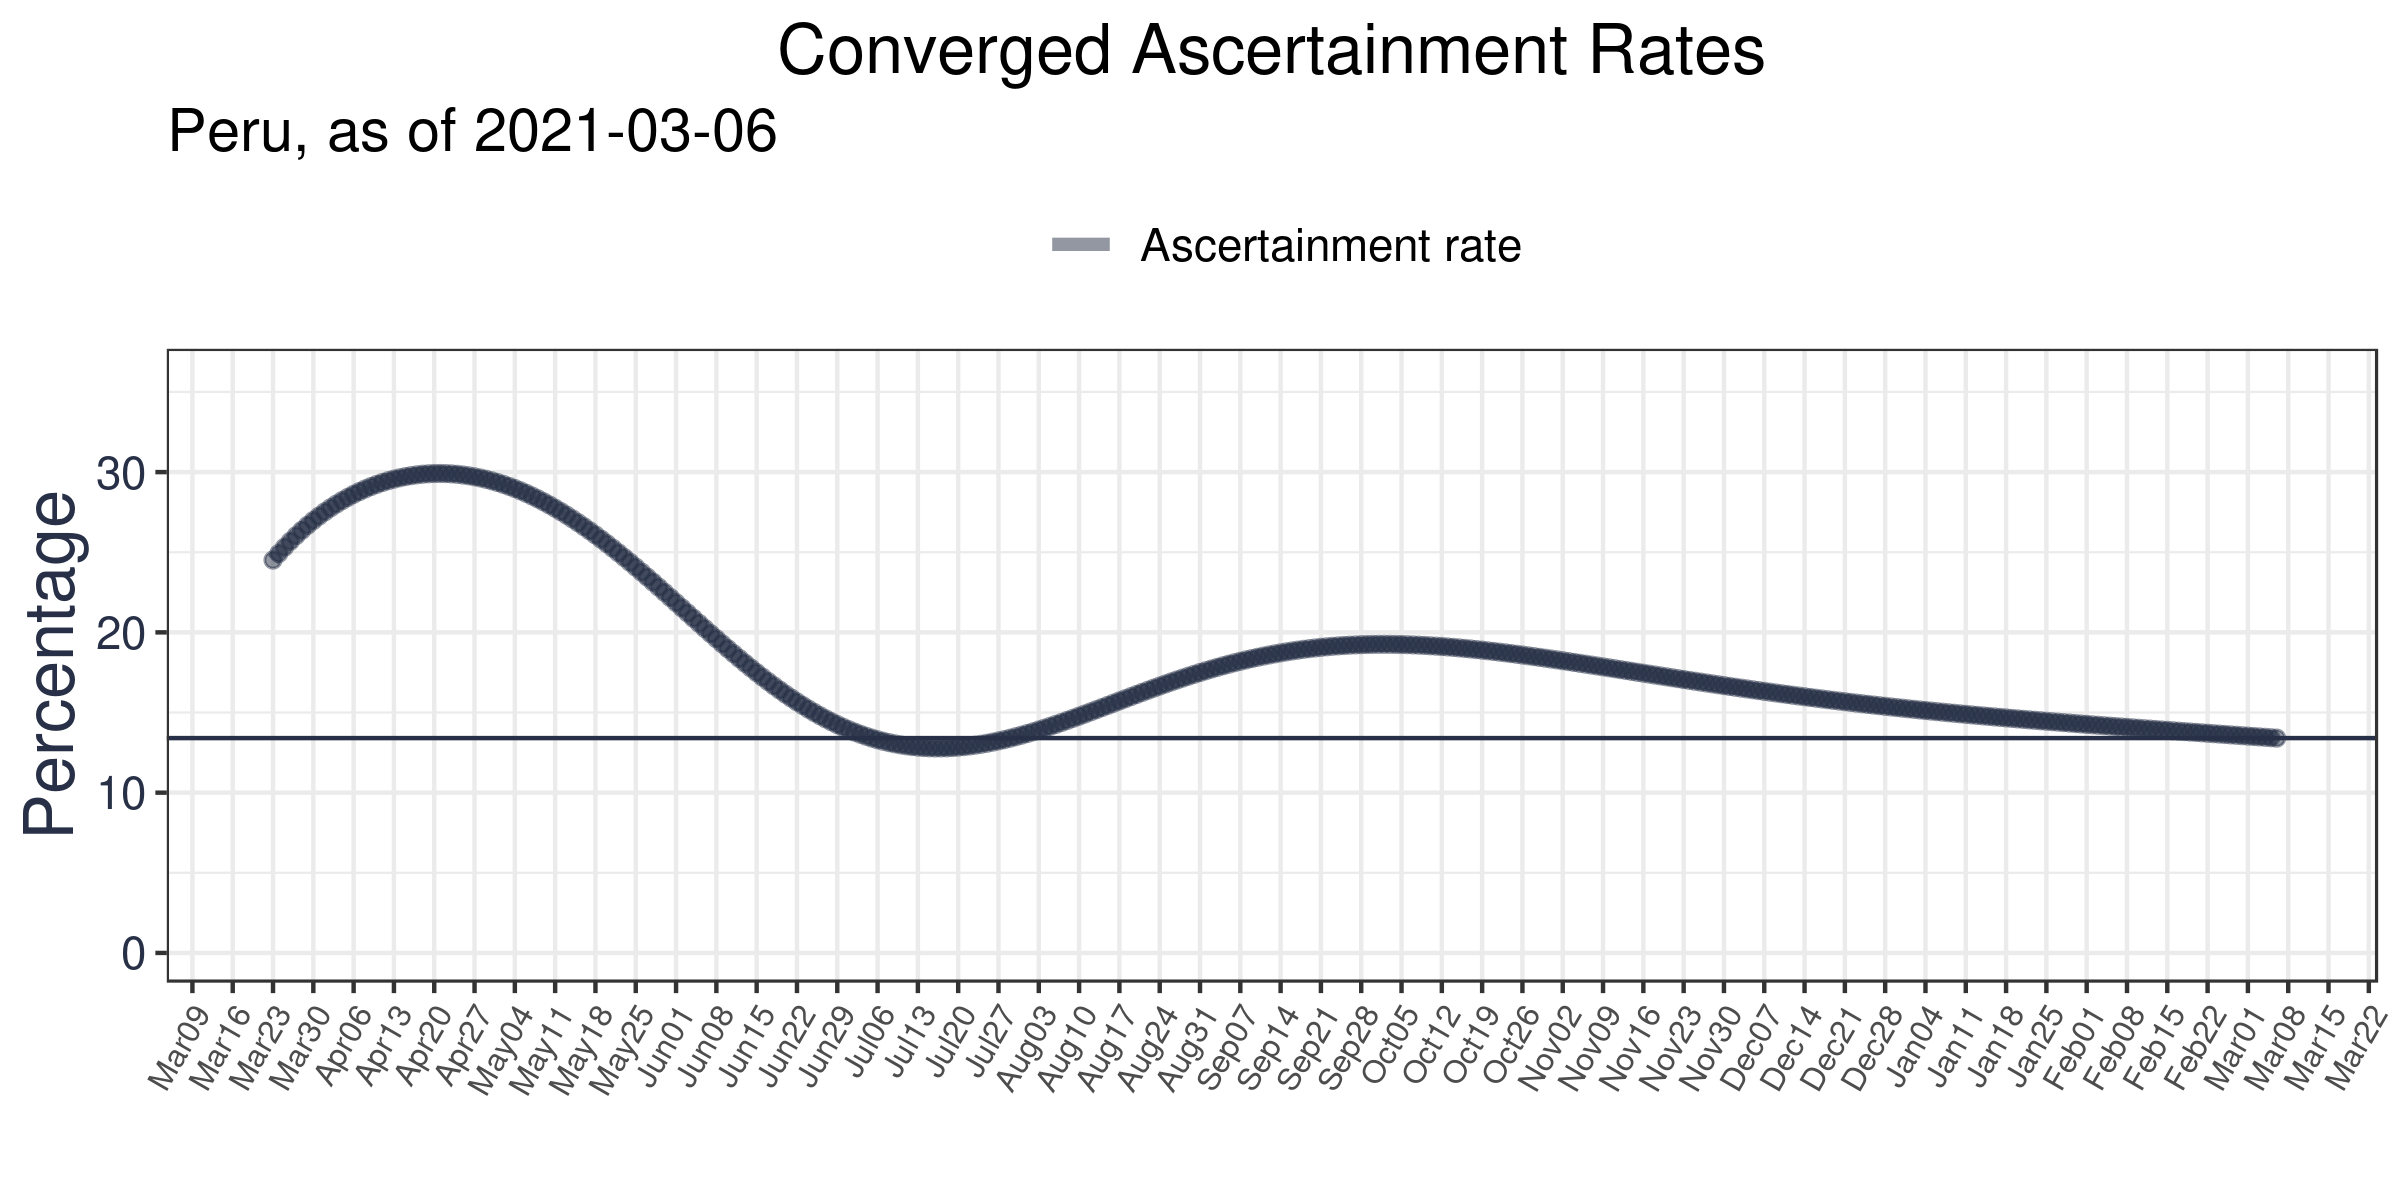 Converged Ascertainment Rates
Peru, as of 2021-03-06
Ascertainment rate
Percentage
30
20
10
0
Mar09 Mar16 Mar23 Mar30 Apr06 Apr13 Apr20 Apr27 May04 May11 May18 May25 Jun01 Jun08 Jun15 Jun22 Jun29 Jul06 Jul13 Jul20 Jul27 Aug03 Aug10 Aug17 Aug24 Aug31 Sep07 Sep14 Sep21 Sep28 Oct05 Oct12 Oct19 Oct26 Nov02 Nov09 Nov16 Nov23 Nov30 Dec07 Dec14 Dec21 Dec28 Jan04 Jan11 Jan18 Jan25 Feb01 Feb08 Feb15 Feb22 Mar01 Mar08 Mar15 Mar22